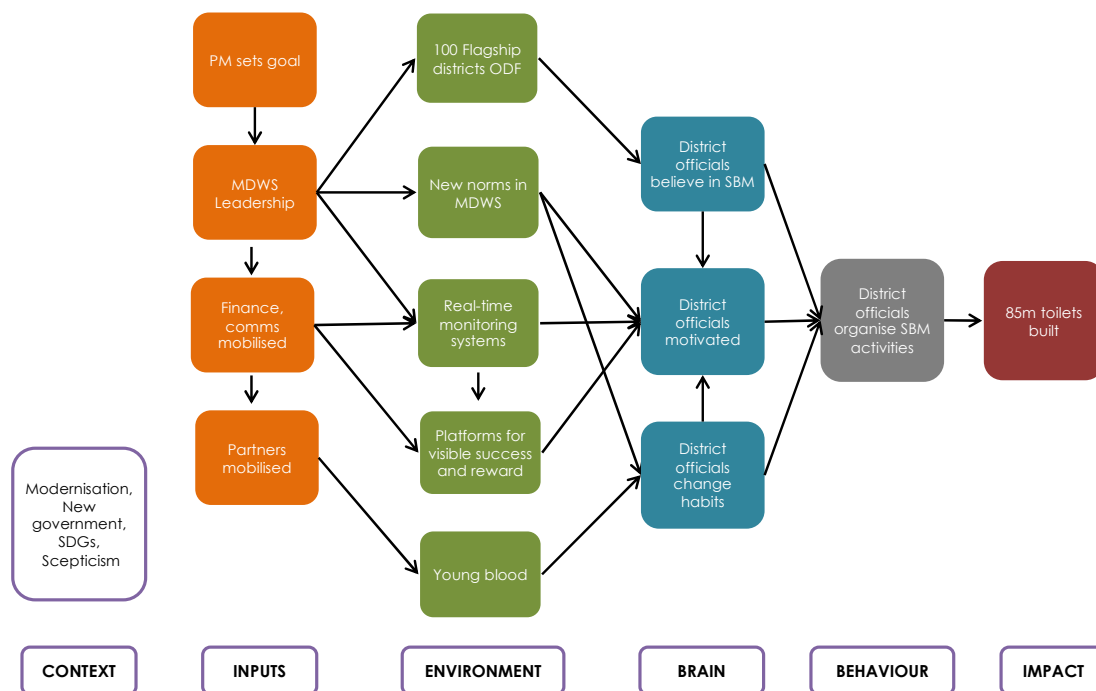 PM sets goal
MDWS
Leadership
Finance,
comms
mobilised
Partners
mobilised
100 Flagship
districts ODF
New norms in
MDWS
Real-time
monitoring
systems
Platforms for
visible success
and reward
Young blood
District
officials
believe in SBM
District
officials
motivated
District
officials
change
habits
District
officials
organise SBM
activities
85m toilets
built
Modernisation,
New
government,
SDGs,
Scepticism
CONTEXT
INPUTS
ENVIRONMENT
BRAIN
BEHAVIOUR
IMPACT